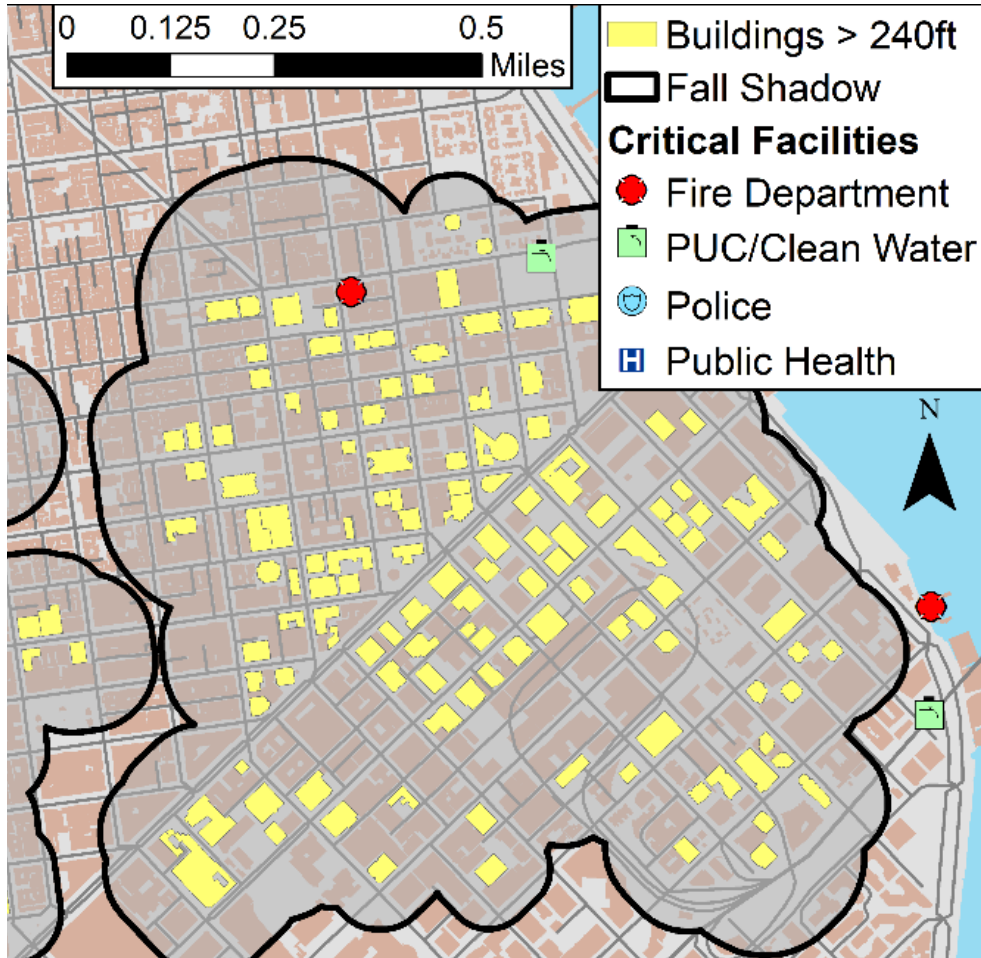 0 0.125 0.25 0.5
Miles
Buildings > 240ft
Fall Shadow
Critical Facilities
Fire Department
PUC/Clean Water
Police
H Public Health
N